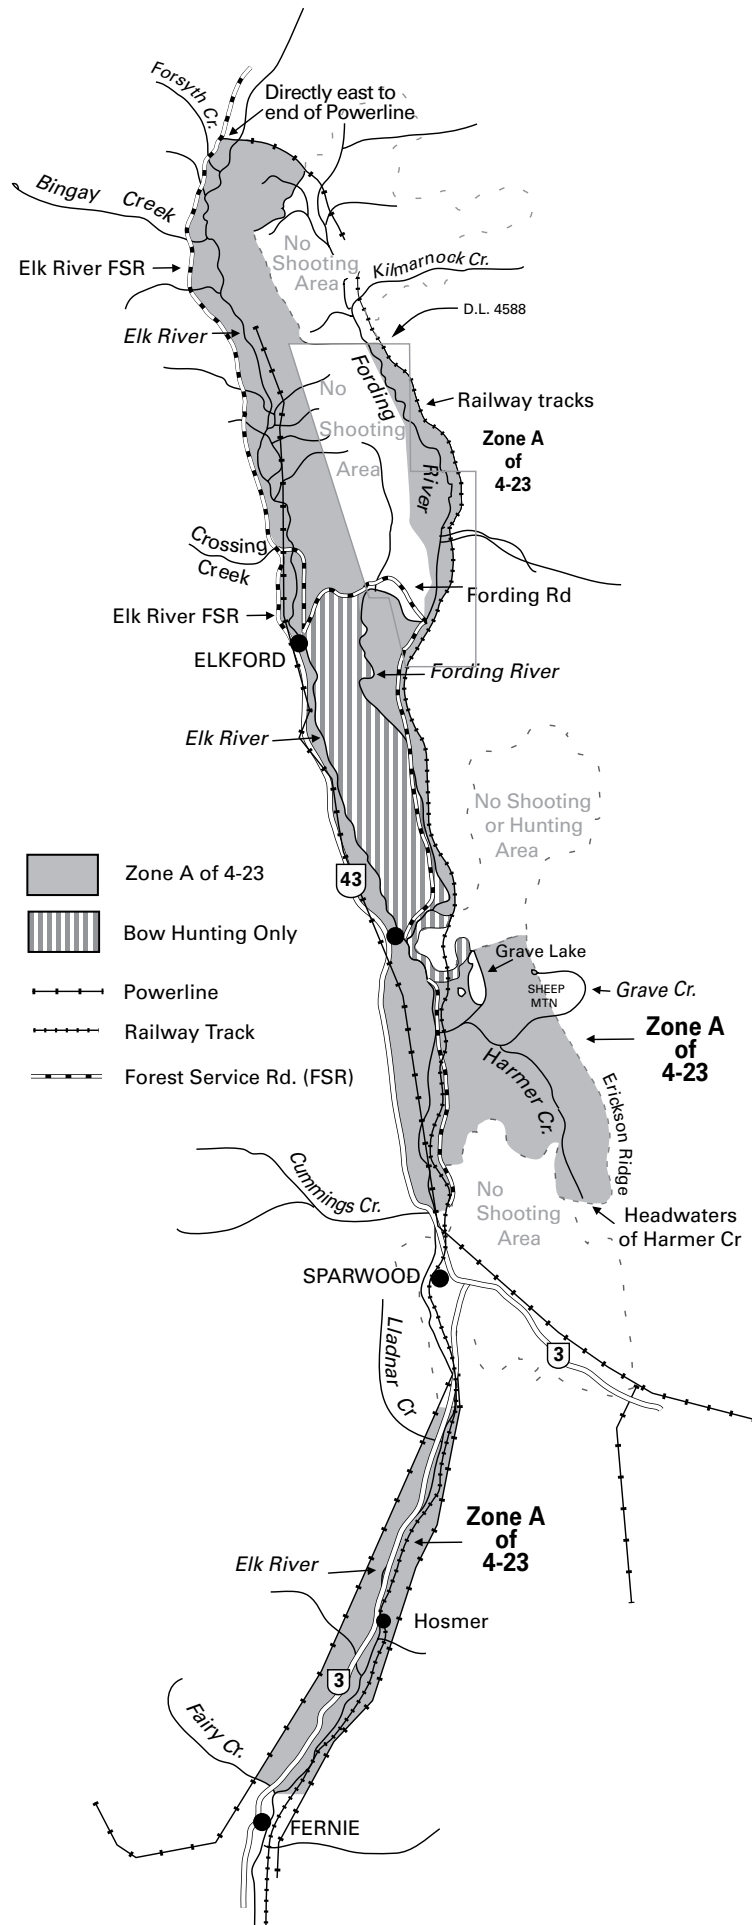 Forsyth Cr.
Directly east to
end of Powerline
Bingay Creek
No
Shooting
Area
Elk River FSR
Kilmarnock Cr.
D.L. 4588
Elk River
Fording
River
No
Shooting
Area
Railway tracks
Zone A
of
4-23
Crossing
Creek
Fording Rd
Elk River FSR
ELKFORD
Fording River
Elk River
No Shooting
or Hunting
Area
Zone A of 4-23
43
Bow Hunting Only
Grave Lake
SHEEP
MTN
Grave Cr.
Powerline
Railway Track
Forest Service Rd. (FSR)
Zone A
of
4-23
Harmer Cr.
Erickson Ridge
Cummings Cr.
No
Shooting
Area
Headwaters
of Harmer Cr
SPARWOOD
Lladnar Cr
3
Zone A
of
4-23
Elk River
Hosmer
3
Fairy Cr.
FERNIE